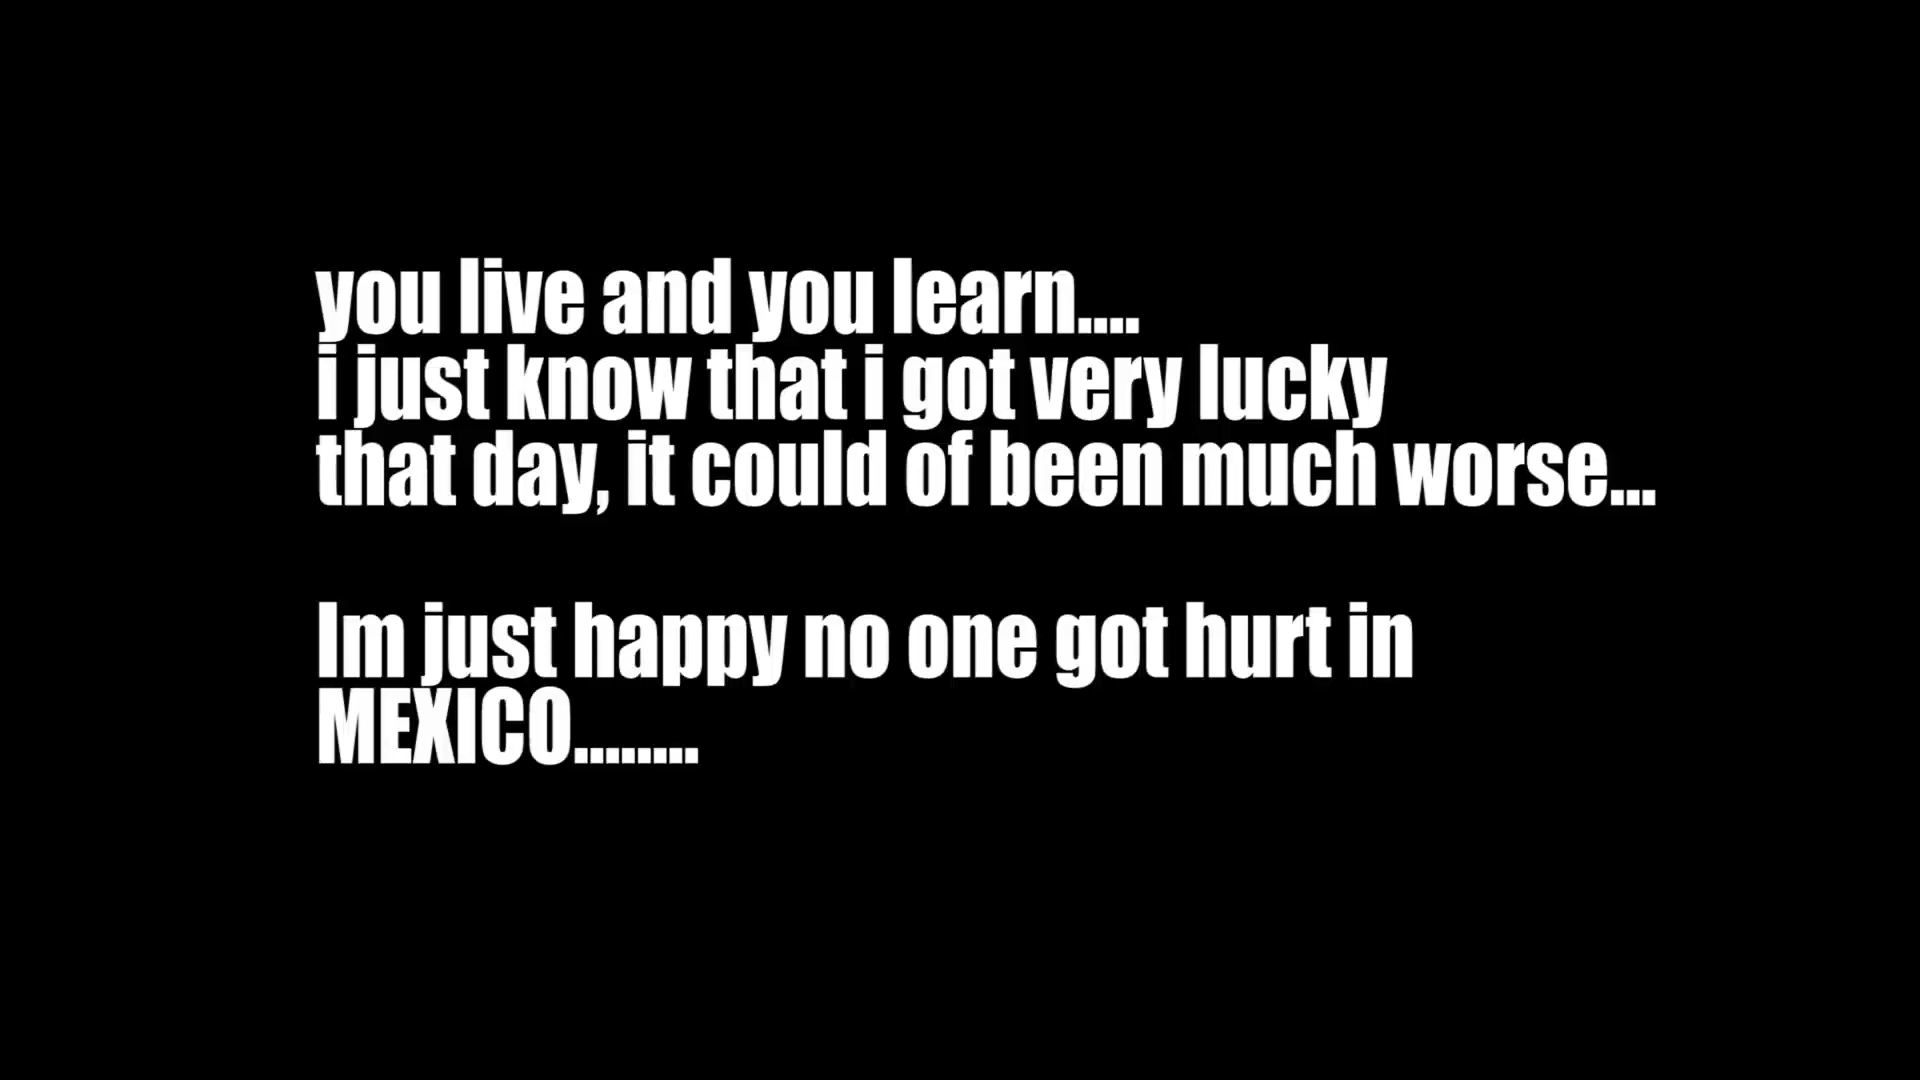 you live and you learn....
i just know that i got very lucky
that day, it could of been much worse...
Im just happy no one got hurt in
MEXICO........